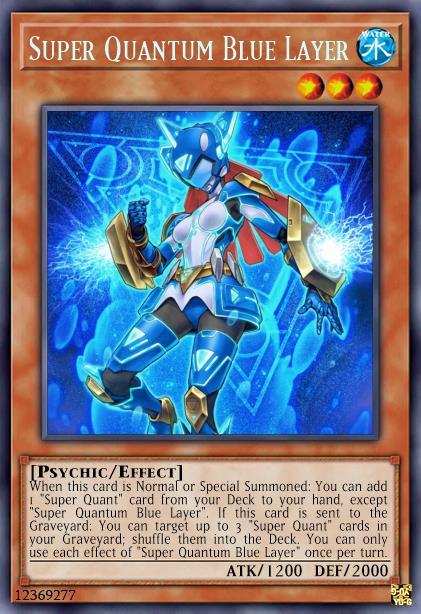 Super Quantum Blue Layer
WATER
水
[Psychic/Effect]
When this card is Normal or Special Summoned: You can add
1 "Super Quant" card from your Deck to your hand, except
"Super Quantum Blue Layer". If this card is sent to the
Graveyard: You can target up to 3 "Super Quant" cards in
your Graveyard; shuffle them into the Deck. You can only
use each effect of "Super Quantum Blue Layer" once per turn.
ATK/1200 DEF/2000
12369277